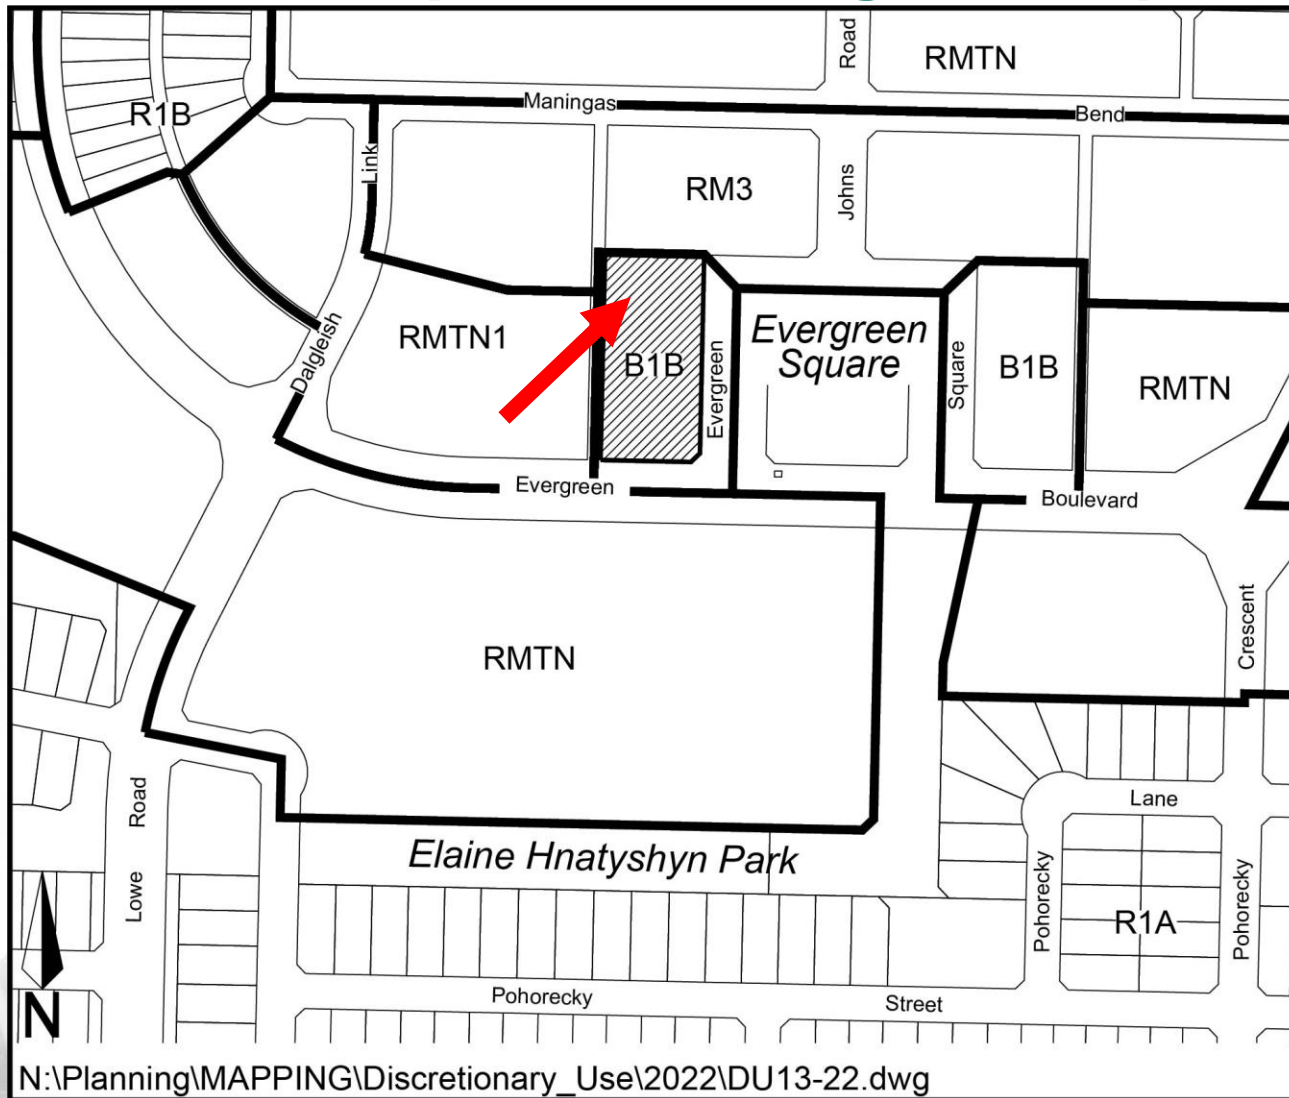 Road
RMTN
R1B
Maningas
Bend
Link
RM3
Johns
Dalgleish
RMTN1
B1B
Evergreen
Evergreen
Square
Square
B1B
RMTN
Evergreen
Boulevard
RMTN
Crescent
Road
Lowe
Lane
Elaine Hnatyshyn Park
Pohorecky
R1A
Pohorecky
Pohorecky
Street
N
N:\Planning\MAPPING\Discretionary_Use\2022\DU13-22.dwg